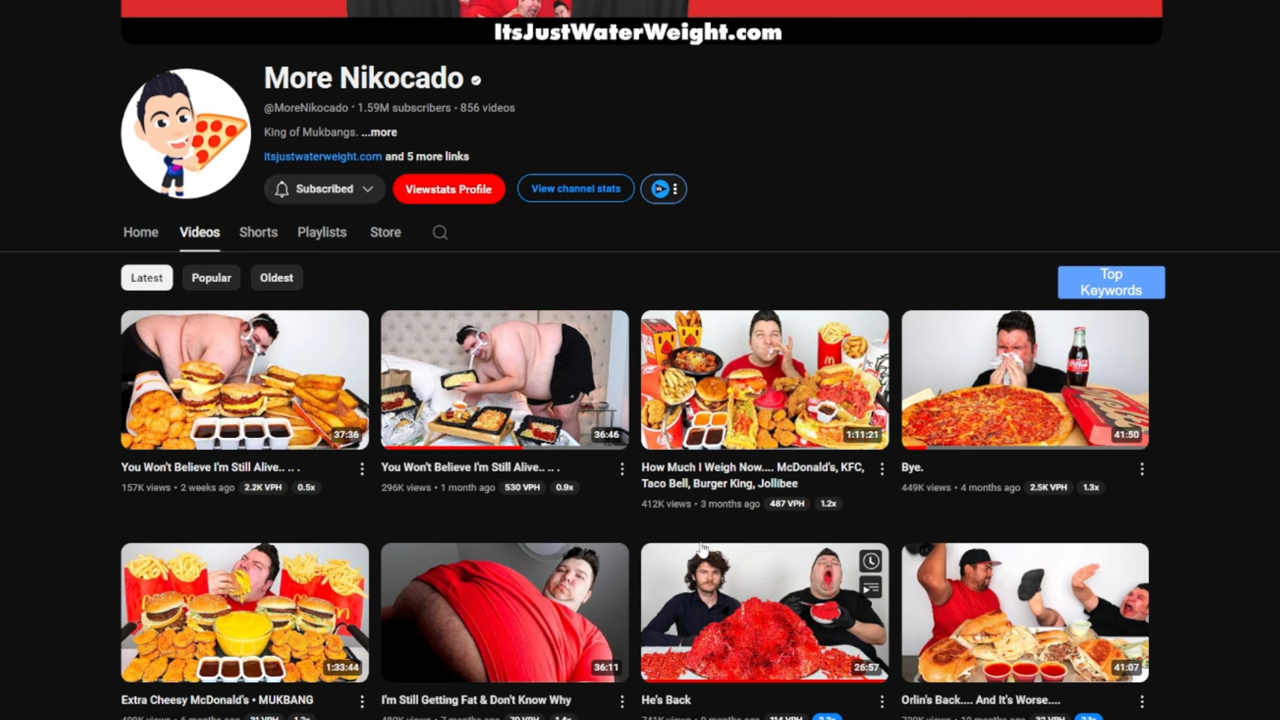 ItsJustWaterWeight.com
More Nikocado
@MoreNikocado • 1.59M subscribers • 856 videos
King of Mukbangs. ...more
itsjustwaterweight.com and 5 more links
Subscribed
Viewstats Profile
View channel stats
Home
Videos
Shorts
Playlists
Store
Latest
Popular
Oldest
Top
Keywords
37:36
36:46
1:11:21
41:50
You Won't Believe I'm Still Alive.. .. .
157K views • 2 weeks ago 2.2K VPH 0.5x
You Won't Believe I'm Still Alive.. .. .
296K views • 1 month ago 530 VPH 0.9x
How Much I Weigh Now.... McDonald's, KFC,
Taco Bell, Burger King, Jollibee
412K views • 3 months ago 487 VPH 1.2x
Bye.
449K views • 4 months ago 2.5K VPH 1.3x
1:33:44
36:11
26:57
41:07
Extra Cheesy McDonald's • MUKBANG
I'm Still Getting Fat & Don't Know Why
He's Back
Orlin's Back.... And It's Worse....